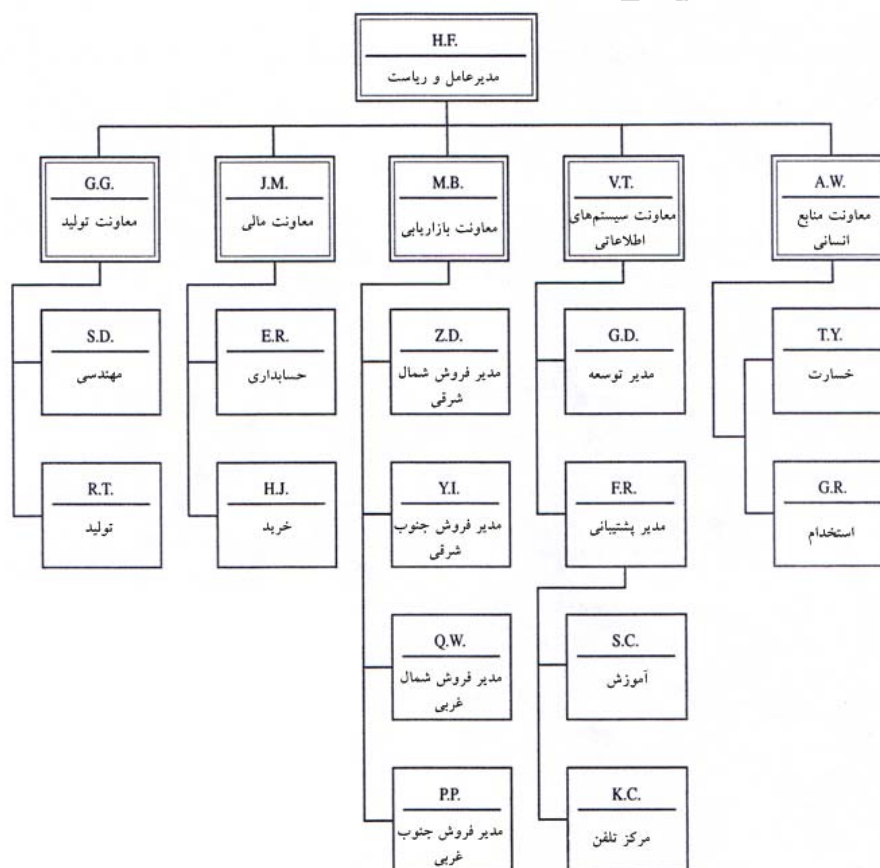 H.F.
مدیرعامل و ریاست
G.G.
معاونت تولید
J.M.
معاونت مالی
M.B.
معاونت بازاریابی
V.T.
معاونت سیستم‌های
اطلاعاتی
A.W.
معاونت منابع
انسانی
S.D.
مهندسی
E.R.
حسابداری
Z.D.
مدیر فروش شمال
شرقی
G.D.
مدیر توسعه
T.Y.
خسارت
R.T.
تولید
H.J.
خرید
Y.I.
مدیر فروش جنوب
شرقی
F.R.
مدیر پشتیبانی
G.R.
استخدام
Q.W.
مدیر فروش شمال
غربی
S.C.
آموزش
P.P.
مدیر فروش جنوب
غربی
K.C.
مرکز تلفن